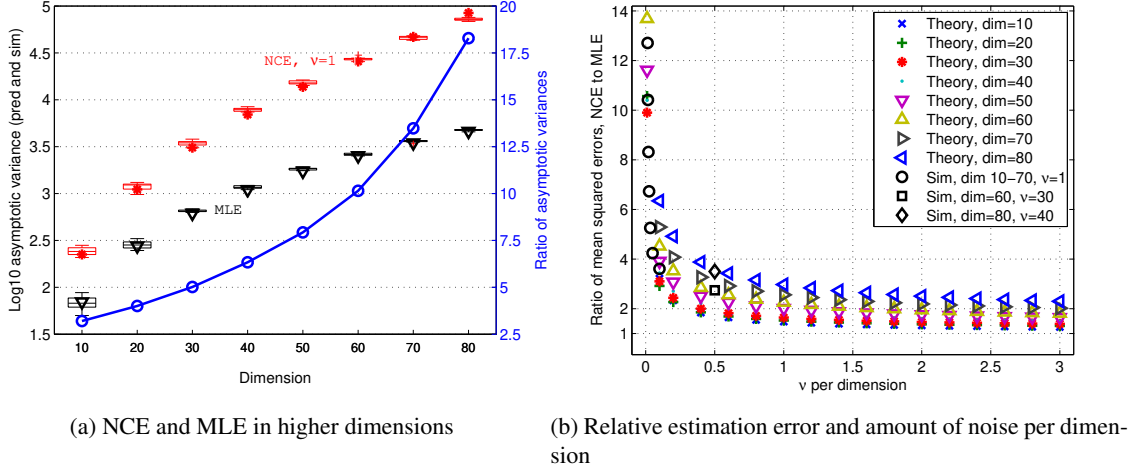 Log10 asymptotic variance (pred and sim)
5
4.5
4
3.5
3
2.5
2
1.5
NCE, ν=1
MLE
10 20 30 40 50 60 70 80
Dimension
20
17.5
15
12.5
10
7.5
5
2.5
Ratio of asymptotic variances
(a) NCE and MLE in higher dimensions
Ratio of mean squared errors, NCE to MLE
14
12
10
8
6
4
2
1
Theory, dim=10
Theory, dim=20
Theory, dim=30
Theory, dim=40
Theory, dim=50
Theory, dim=60
Theory, dim=70
Theory, dim=80
Sim, dim 10−70, ν=1
Sim, dim=60, ν=30
Sim, dim=80, ν=40
0 0.5 1 1.5 2 2.5 3
ν per dimension
(b) Relative estimation error and amount of noise per dimen-
sion